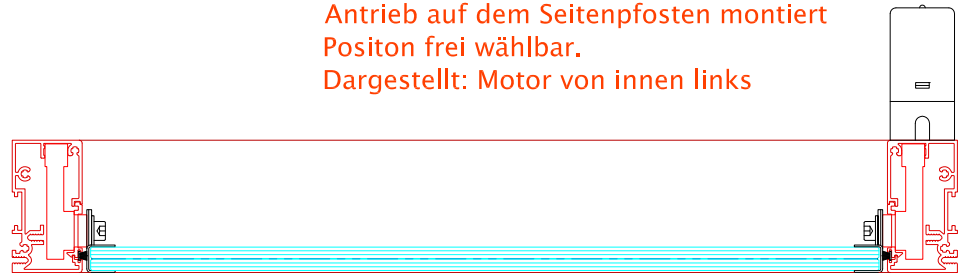 Antrieb auf dem Seitenpfosten montiert
Positon frei wählbar.
Dargestellt: Motor von innen links